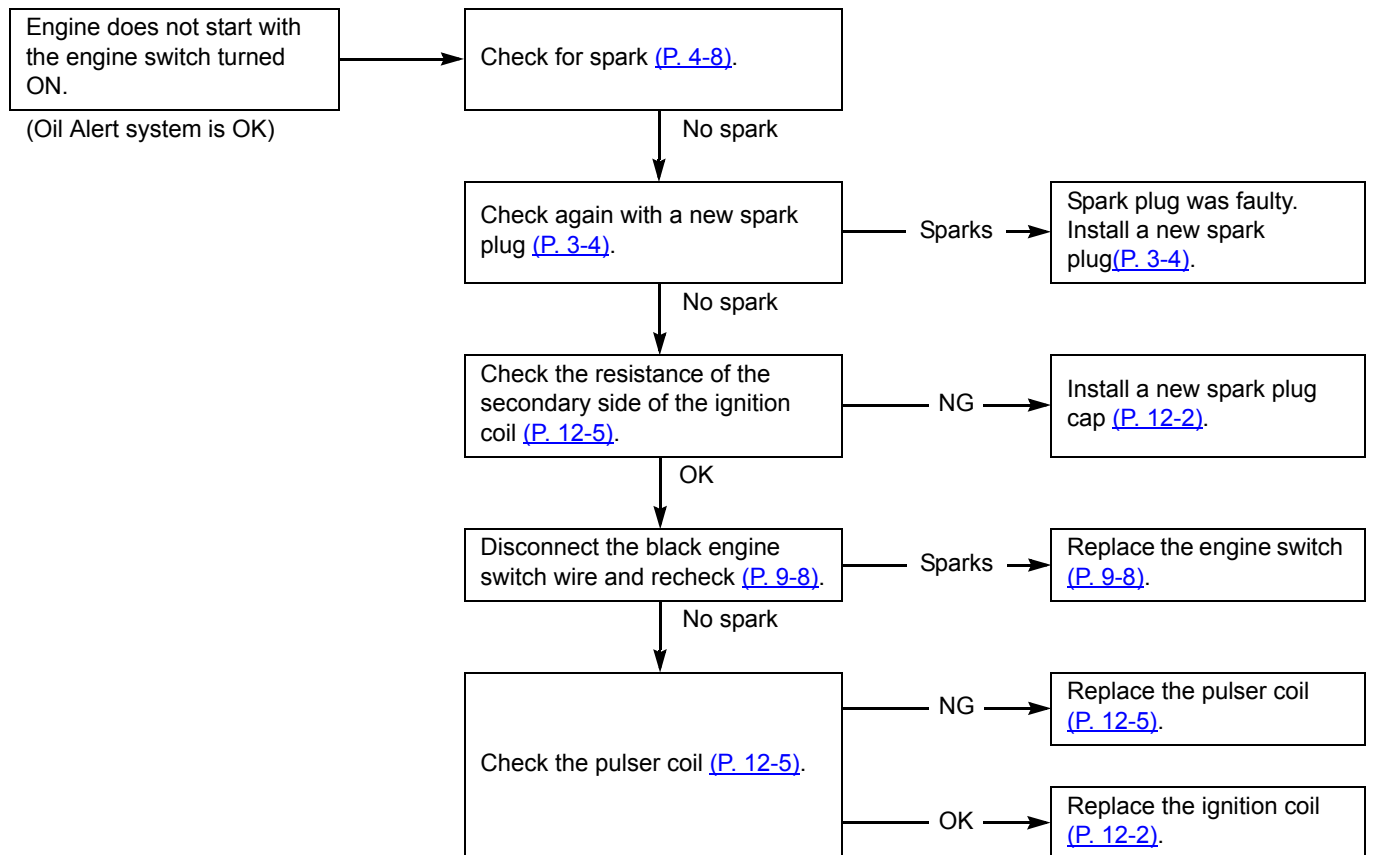 Engine does not start with
the engine switch turned
ON.
(Oil Alert system is OK)
Check for spark (P. 4-8).
No spark
Check again with a new spark
plug (P. 3-4).
Sparks
Spark plug was faulty.
Install a new spark
plug(P. 3-4).
No spark
Check the resistance of the
secondary side of the ignition
coil (P. 12-5).
NG
Install a new spark plug
cap (P. 12-2).
OK
Disconnect the black engine
switch wire and recheck (P. 9-8).
Sparks
Replace the engine switch
(P. 9-8).
No spark
Check the pulser coil (P. 12-5).
NG
Replace the pulser coil
(P. 12-5).
OK
Replace the ignition coil
(P. 12-2).